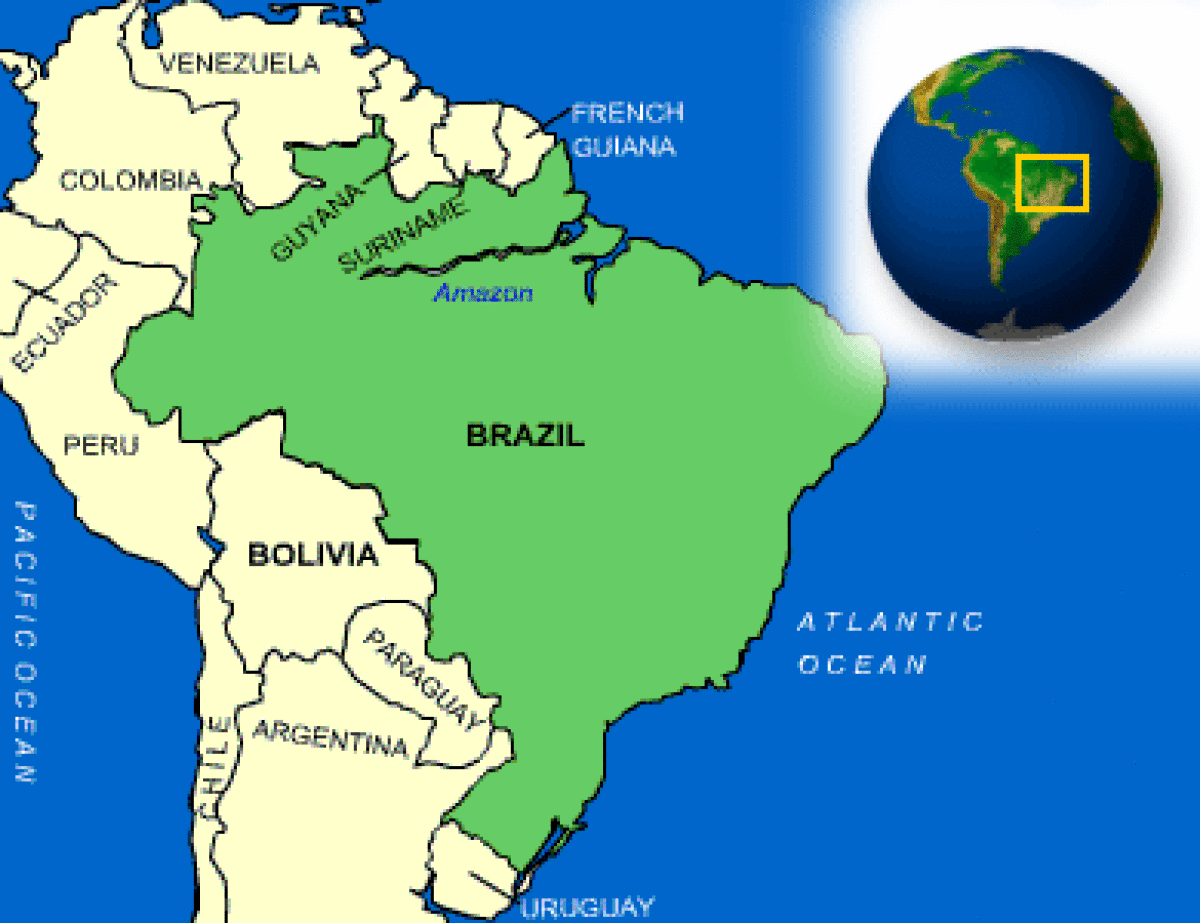 VENEZUELA
FRENCH
GUIANA
COLOMBIA
GUYANA
SURINAME
Amazon
ECUADOR
BRAZIL
PERU
PACIFIC OCEAN
BOLIVIA
ATLANTIC
OCEAN
PARAGUAY
CHILE
ARGENTINA
URUGUAY